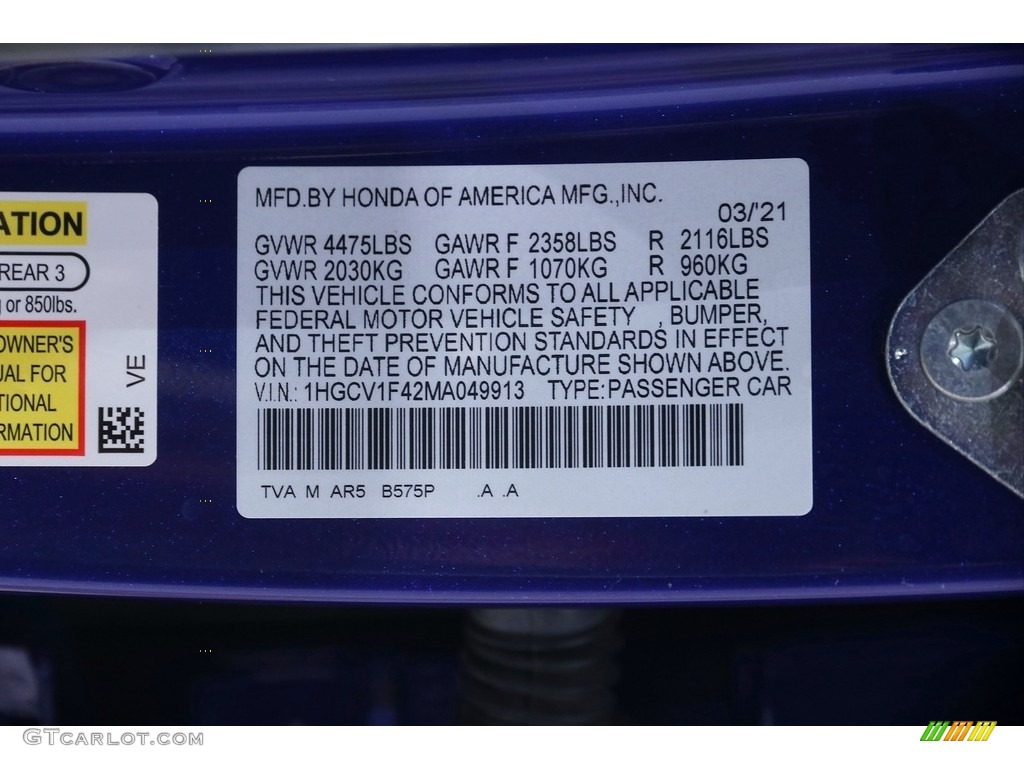 ATION
REAR 3
or 850lbs.
OWNER'S
UAL FOR
TIONAL
RMATION
VE
MFD.BY HONDA OF AMERICA MFG.,INC.
03/'21
GVWR 4475LBS GAWR F 2358LBS R 2116LBS
GVWR 2030KG GAWR F 1070KG R 960KG
THIS VEHICLE CONFORMS TO ALL APPLICABLE
FEDERAL MOTOR VEHICLE SAFETY , BUMPER,
AND THEFT PREVENTION STANDARDS IN EFFECT
ON THE DATE OF MANUFACTURE SHOWN ABOVE.
V.I.N.: 1HGCV1F42MA049913 TYPE:PASSENGER CAR
TVA M AR5 B575P .A .A
GTCARLOT.COM